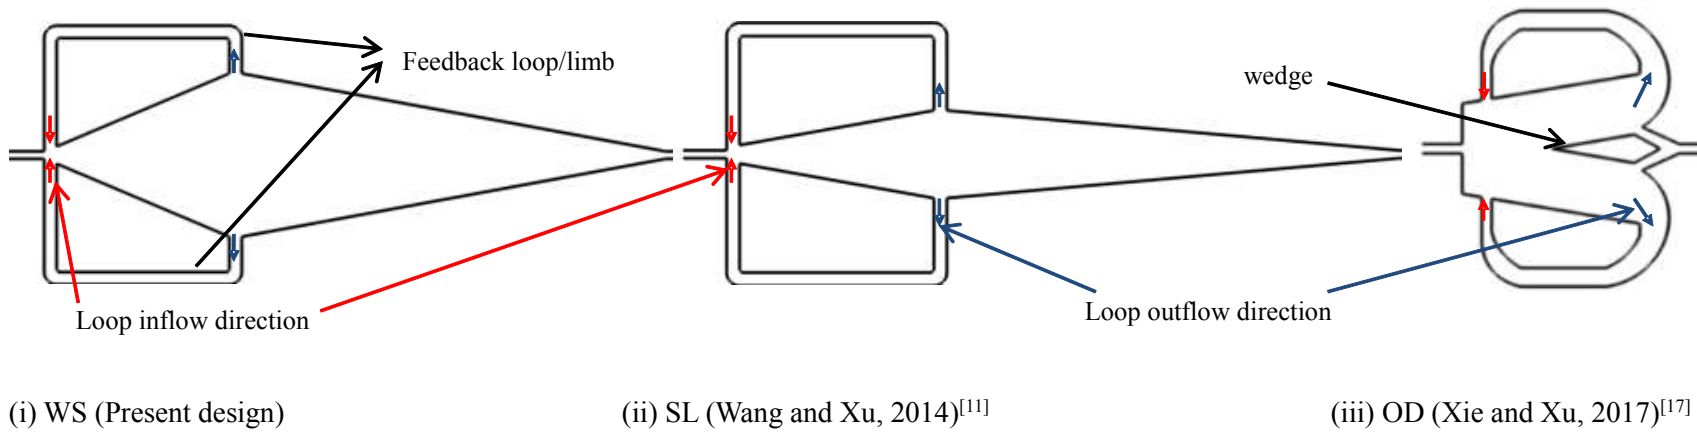 Feedback loop/limb
wedge
Loop inflow direction
Loop outflow direction
(i) WS (Present design)
(ii) SL (Wang and Xu, 2014)[11]
(iii) OD (Xie and Xu, 2017)[17]